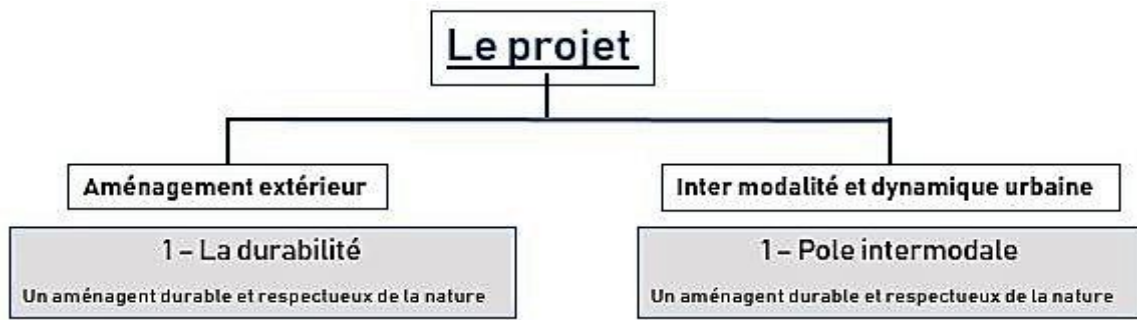 Le projet
Aménagement extérieur
Inter modalité et dynamique urbaine
1 – La durabilité
Un aménagent durable et respectueux de la nature
1 – Pole intermodale
Un aménagent durable et respectueux de la nature